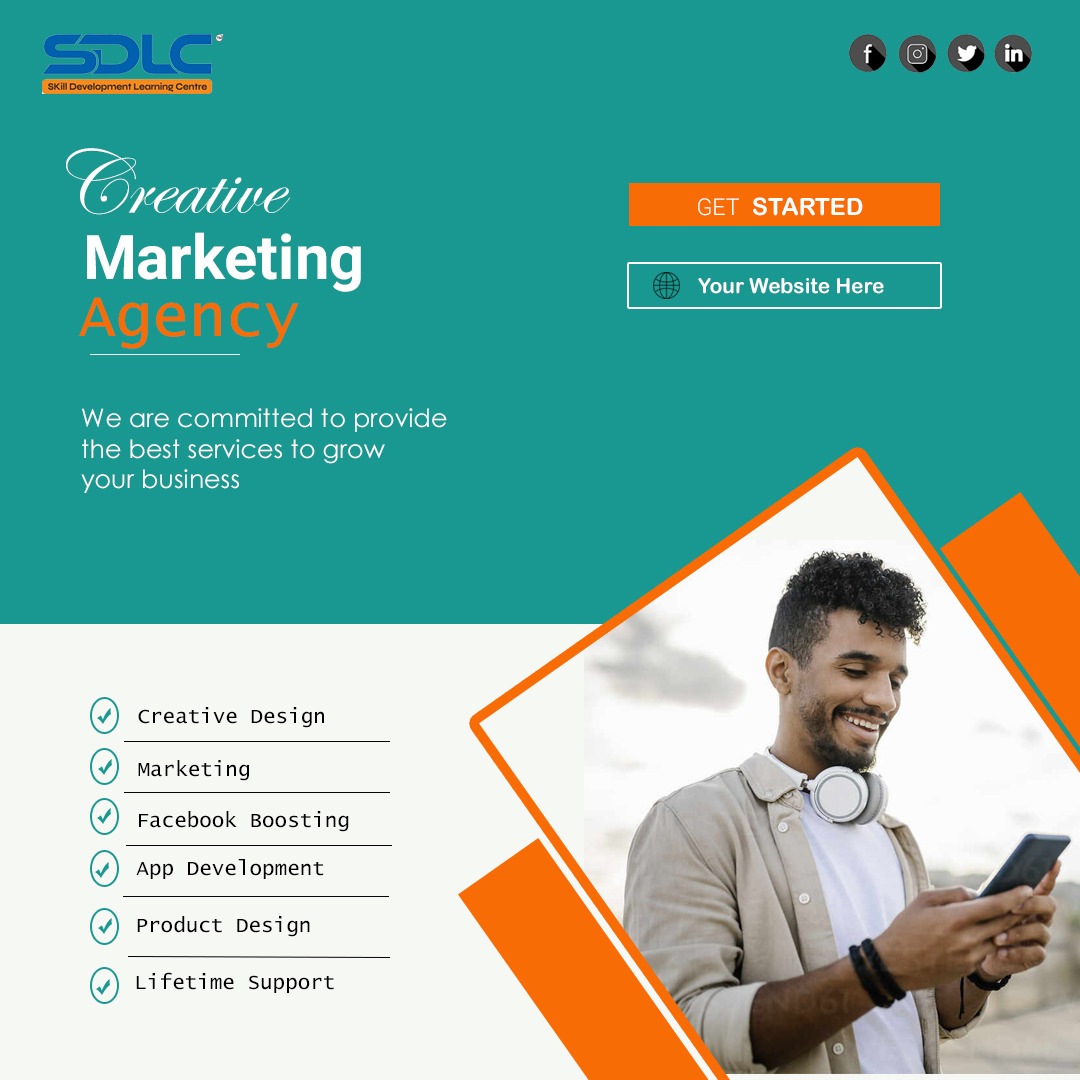 SDLC
SKill Development Learning Centre
Creative
Marketing
Agency
GET STARTED
Your Website Here
We are committed to provide
the best services to grow
your business
Creative Design
Marketing
Facebook Boosting
App Development
Product Design
Lifetime Support